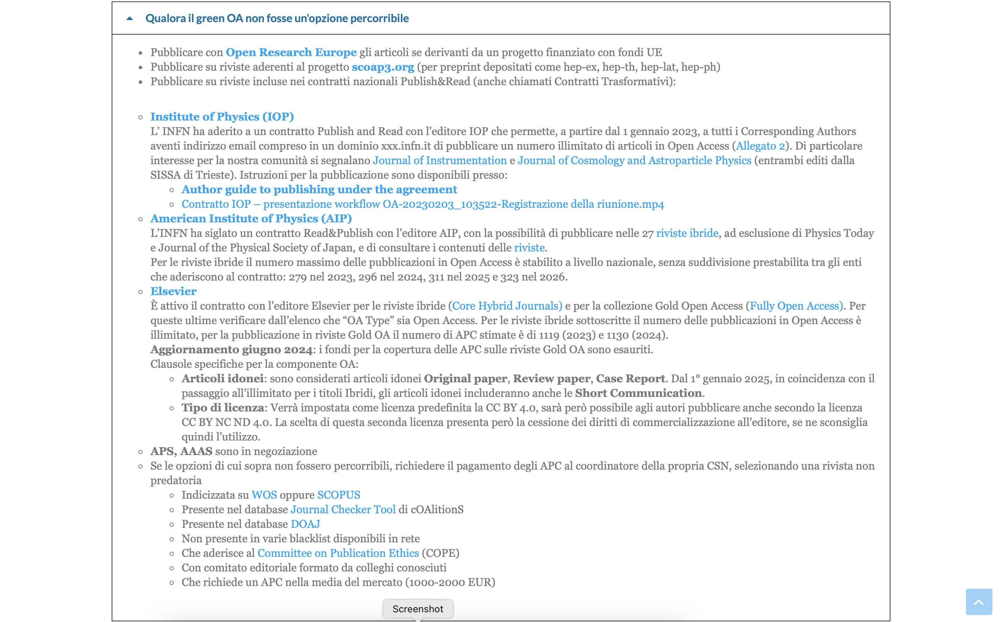 Qualora il green OA non fosse un'opzione percorribile
Pubblicare con Open Research Europe gli articoli se derivanti da un progetto finanziato con fondi UE
Pubblicare su riviste aderenti al progetto scoap3.org (per preprint depositati come hep-ex, hep-th, hep-lat, hep-ph)
Pubblicare su riviste incluse nei contratti nazionali Publish&Read (anche chiamati Contratti Trasformativi):
Institute of Physics (IOP)
L’ INFN ha aderito a un contratto Publish and Read con l’editore IOP che permette, a partire dal 1 gennaio 2023, a tutti i Corresponding Authors
aventi indirizzo email compreso in un dominio xxx.infn.it di pubblicare un numero illimitato di articoli in Open Access (Allegato 2). Di particolare
interesse per la nostra comunità si segnalano Journal of Instrumentation e Journal of Cosmology and Astroparticle Physics (entrambi editi dalla
SISSA di Trieste). Istruzioni per la pubblicazione sono disponibili presso:
Author guide to publishing under the agreement
Contratto IOP – presentazione workflow OA-20230203_103522-Registrazione della riunione.mp4
American Institute of Physics (AIP)
L’INFN ha siglato un contratto Read&Publish con l’editore AIP, con la possibilità di pubblicare nelle 27 riviste ibride, ad esclusione di Physics Today
e Journal of the Physical Society of Japan, e di consultare i contenuti delle riviste.
Per le riviste ibride il numero massimo delle pubblicazioni in Open Access è stabilito a livello nazionale, senza suddivisione prestabilita tra gli enti
che aderiscono al contratto: 279 nel 2023, 296 nel 2024, 311 nel 2025 e 323 nel 2026.
Elsevier
È attivo il contratto con l’editore Elsevier per le riviste ibride (Core Hybrid Journals) e per la collezione Gold Open Access (Fully Open Access). Per
queste ultime verificare dall’elenco che “OA Type” sia Open Access. Per le riviste ibride sottoscritte il numero delle pubblicazioni in Open Access è
illimitato, per la pubblicazione in riviste Gold OA il numero di APC stimate è di 1119 (2023) e 1130 (2024).
Aggiornamento giugno 2024: i fondi per la copertura delle APC sulle riviste Gold OA sono esauriti.
Clausole specifiche per la componente OA:
Articoli idonei: sono considerati articoli idonei Original paper, Review paper, Case Report. Dal 1° gennaio 2025, in coincidenza con il
passaggio all’illimitato per i titoli Ibridi, gli articoli idonei includeranno anche le Short Communication.
Tipo di licenza: Verrà impostata come licenza predefinita la CC BY 4.0, sarà però possibile agli autori pubblicare anche secondo la licenza
CC BY NC ND 4.0. La scelta di questa seconda licenza presenta però la cessione dei diritti di commercializzazione all’editore, se ne sconsiglia
quindi l’utilizzo.
APS, AAAS sono in negoziazione
Se le opzioni di cui sopra non fossero percorribili, richiedere il pagamento degli APC al coordinatore della propria CSN, selezionando una rivista non
predatoria
Indicizzata su WOS oppure SCOPUS
Presente nel database Journal Checker Tool di cOAlitionS
Presente nel database DOAJ
Non presente in varie blacklist disponibili in rete
Che aderisce al Committee on Publication Ethics (COPE)
Con comitato editoriale formato da colleghi conosciuti
Che richiede un APC nella media del mercato (1000-2000 EUR)
Screenshot